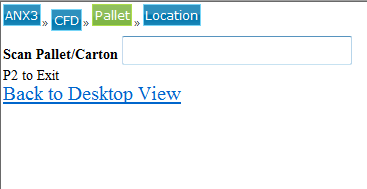 ANX3 » CFD » Pallet » Location
Scan Pallet/Carton
P2 to Exit
Back to Desktop View